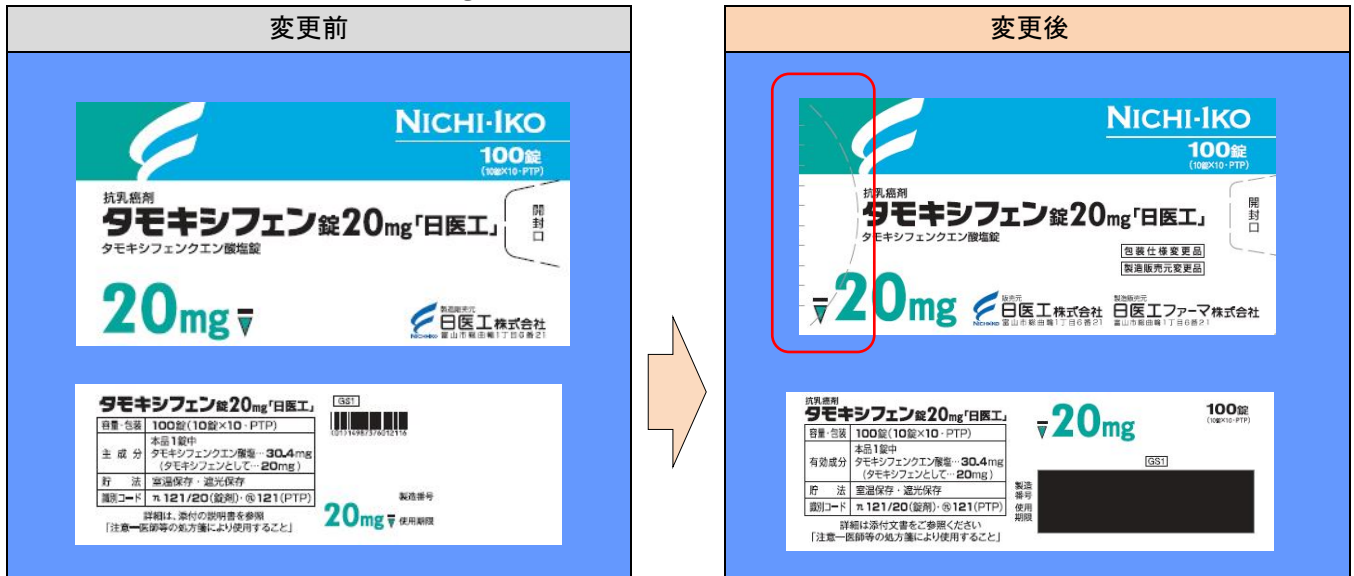 変更前
NICHI-IKO
100錠
(10錠×10・PTP)
抗乳癌剤
タモキシフェン錠20mg「日医工」
タモキシフェンクエン酸塩錠
開封口
20mg
製造販売元
日医工株式会社
富山市総曲輪1丁目6番21
タモキシフェン錠20mg「日医工」
容量・包装 100錠(10錠×10・PTP)
主成分 本品1錠中
タモキシフェンクエン酸塩…30.4mg
(タモキシフェンとして…20mg)
貯法 室温保存・遮光保存
識別コード π121/20(錠剤)・㊩121(PTP)
詳細は、添付の説明書を参照
「注意－医師等の処方箋により使用すること」
GS1
(01)14987376012116
製造番号
20mg 使用期限
変更後
NICHI-IKO
100錠
(10錠×10・PTP)
抗乳癌剤
タモキシフェン錠20mg「日医工」
タモキシフェンクエン酸塩錠
開封口
包装仕様変更品
製造販売元変更品
20mg
販売元
日医工株式会社
富山市総曲輪1丁目6番21
製造販売元
日医工ファーマ株式会社
富山市総曲輪1丁目6番21
抗乳癌剤
タモキシフェン錠20mg「日医工」
容量・包装 100錠(10錠×10・PTP)
有効成分 本品1錠中
タモキシフェンクエン酸塩…30.4mg
(タモキシフェンとして…20mg)
貯法 室温保存・遮光保存
識別コード π121/20(錠剤)・㊩121(PTP)
詳細は添付文書をご参照ください
「注意－医師等の処方箋により使用すること」
20mg
100錠
(10錠×10・PTP)
GS1
製造番号
使用期限